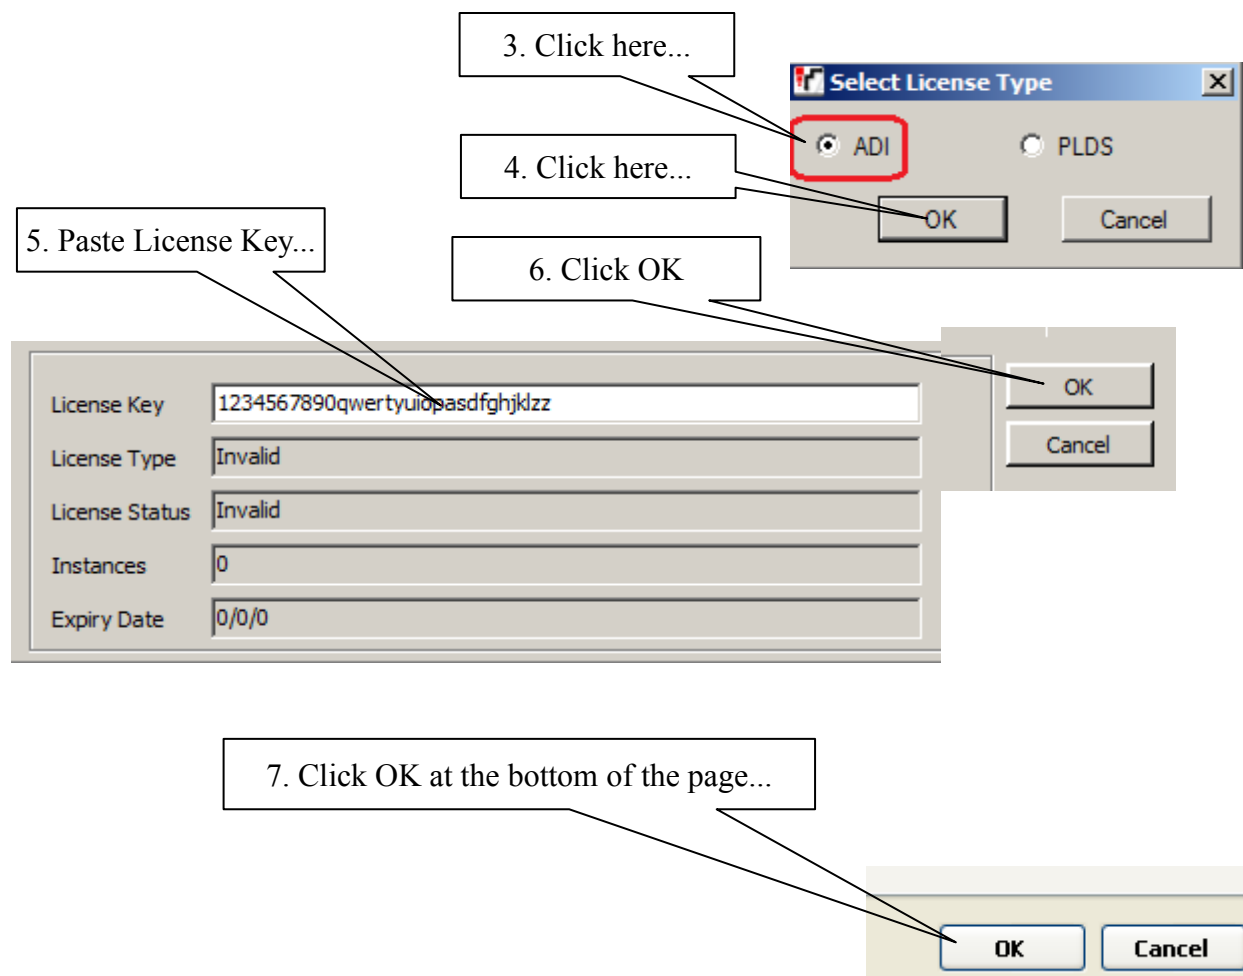 3. Click here...
Select License Type
ADI
PLDS
4. Click here...
OK
Cancel
5. Paste License Key...
6. Click OK
License Key
1234567890qwertyuiopasdfghjklzz
OK
License Type
Invalid
Cancel
License Status
Invalid
Instances
0
Expiry Date
0/0/0
7. Click OK at the bottom of the page...
OK
Cancel